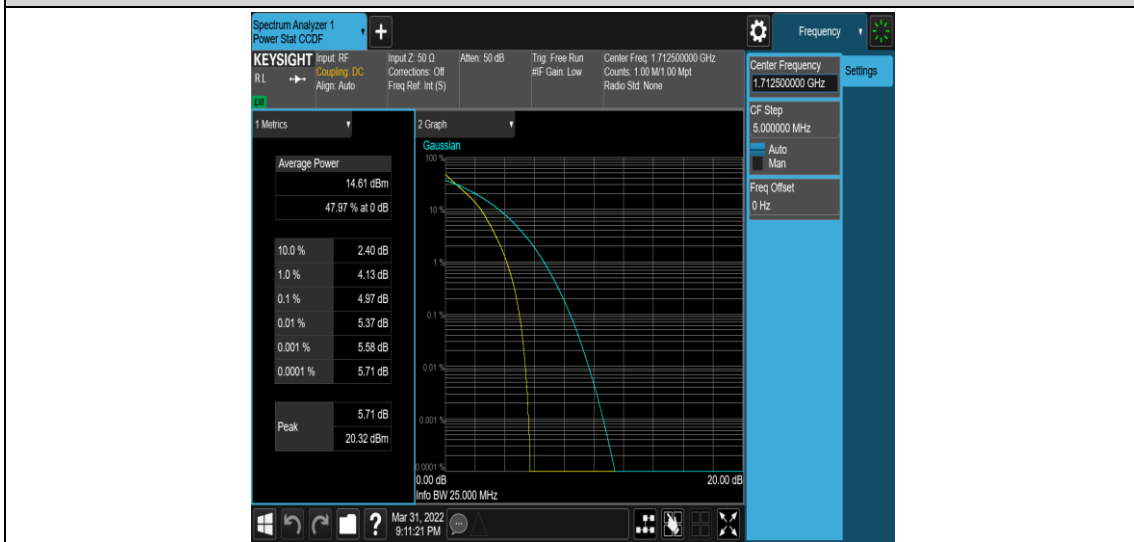 Spectrum Analyzer 1
Power Stat CCDF
+
Frequency
KEYSIGHT
RL
LXI
Input: RF
Coupling: DC
Align: Auto
Input Z: 50 Ω
Corrections: Off
Freq Ref: Int (S)
Atten: 50 dB
Trig: Free Run
#IF Gain: Low
Center Freq: 1.712500000 GHz
Counts: 1.00 M/1.00 Mpt
Radio Std: None
Center Frequency
1.712500000 GHz
Settings
CF Step
5.000000 MHz
Auto
Man
Freq Offset
0 Hz
1 Metrics
Average Power
14.61 dBm
47.97 % at 0 dB
10.0 % 2.40 dB
1.0 % 4.13 dB
0.1 % 4.97 dB
0.01 % 5.37 dB
0.001 % 5.58 dB
0.0001 % 5.71 dB
Peak 5.71 dB
20.32 dBm
2 Graph
Gaussian
100 %
10 %
1 %
0.1 %
0.01 %
0.001 %
0.0001 %
0.00 dB 20.00 dB
Info BW 25.000 MHz
?
Mar 31, 2022
9:11:21 PM